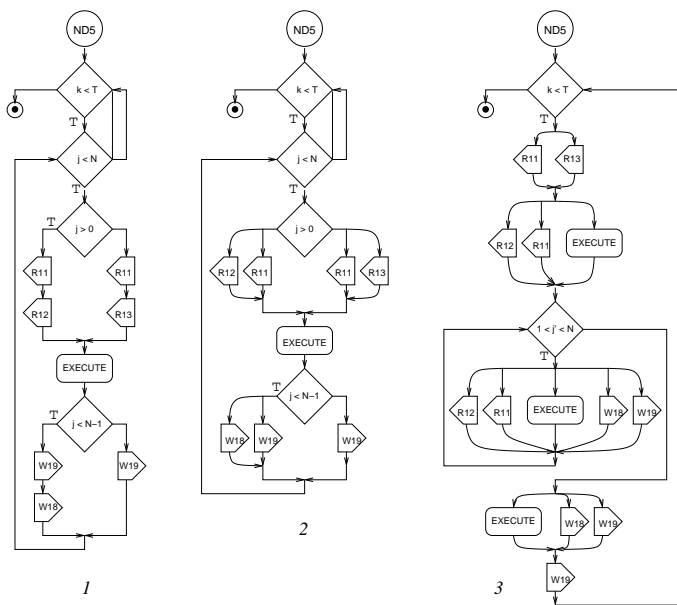 ND5
k < T
T
j < N
T
j > 0
T
R11
R11
R12
R13
EXECUTE
j < N−1
T
W19
W19
W18
1
ND5
k < T
T
j < N
T
j > 0
R12
R11
R11
R13
EXECUTE
j < N−1
T
W18
W19
W19
2
ND5
k < T
T
R11
R13
R12
R11
EXECUTE
1 < j' < N
T
R12
R11
EXECUTE
W18
W19
EXECUTE
W18
W19
W19
3